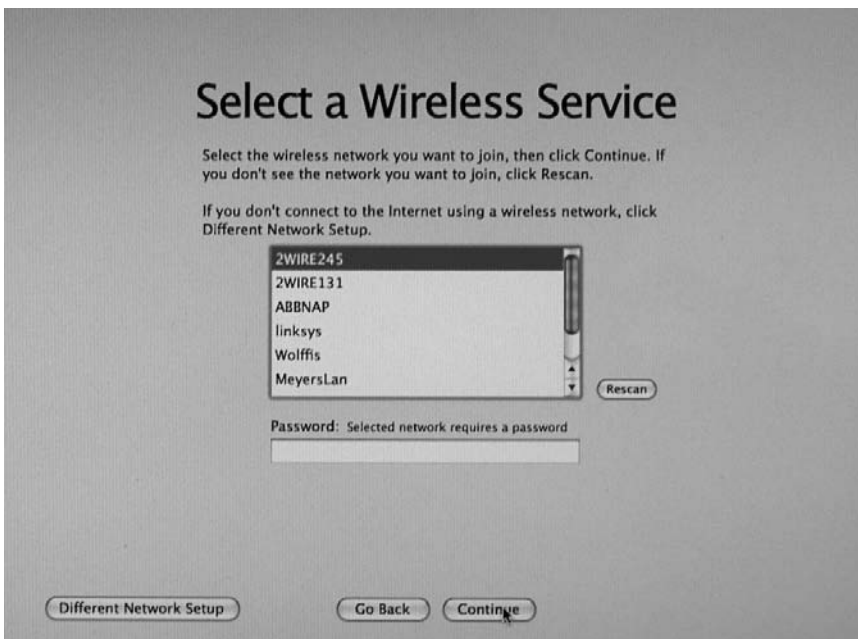 Select a Wireless Service
Select the wireless network you want to join, then click Continue. If
you don't see the network you want to join, click Rescan.
If you don't connect to the Internet using a wireless network, click
Different Network Setup.
2WIRE245
2WIRE131
ABBNAP
linksys
Wolffis
MeyersLan
Rescan
Password: Selected network requires a password
Different Network Setup
Go Back
Continue